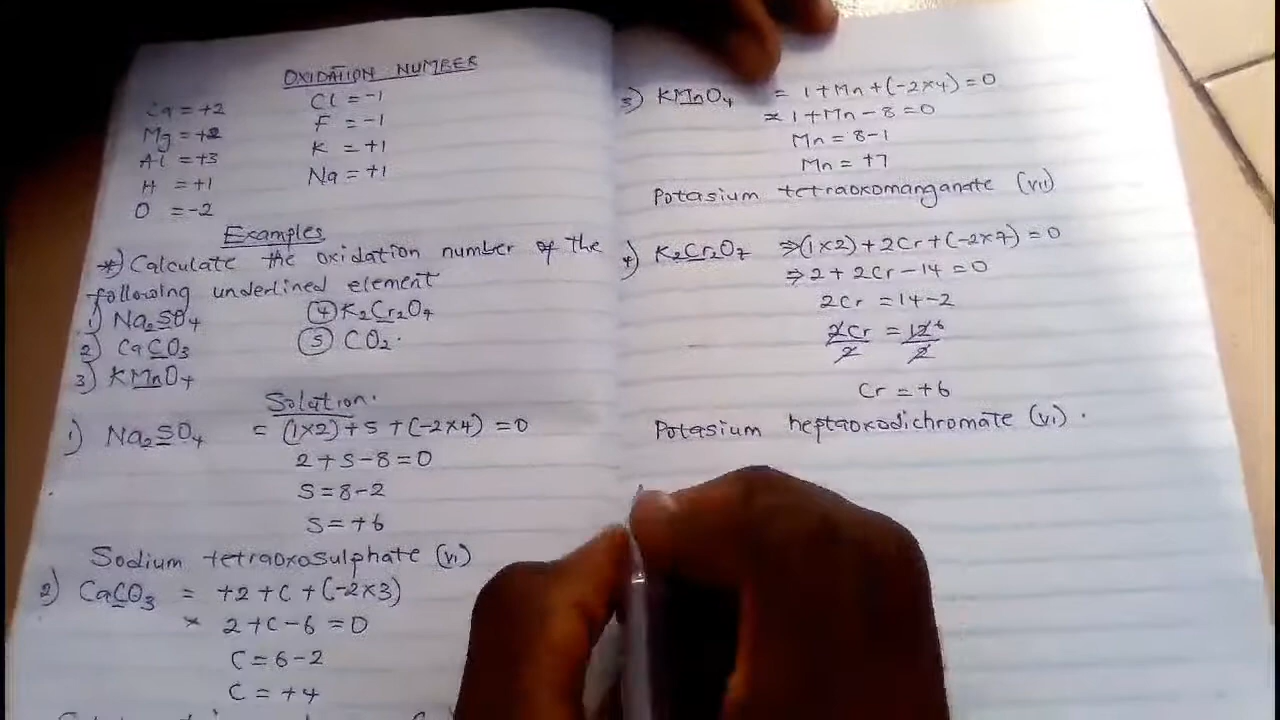 OXIDATION NUMBER
Ca = +2
Mg = +2
Al = +3
H = +1
O = -2
Cl = -1
F = -1
K = +1
Na = +1
Examples
*) Calculate the oxidation number of the
following underlined element
1) Na₂SO₄
2) CaCO₃
3) KMnO₄
④ K₂Cr₂O₇
⑤ CO₂.
Solution.
1) Na₂SO₄ = (1×2)+S+(-2×4)=0
2+S-8=0
S=8-2
S=+6
Sodium tetraoxosulphate (vi)
2) CaCO₃ = +2+C+(-2×3)
2+C-6=0
C=6-2
C=+4
3) KMnO₄ = 1+Mn+(-2×4)=0
1+Mn-8=0
Mn=8-1
Mn=+7
Potasium tetraoxomanganate (vii)
4) K₂Cr₂O₇ ⇒(1×2)+2Cr+(-2×7)=0
⇒2+2Cr-14=0
2Cr=14-2
2Cr/2 = 12⁶/2
Cr=+6
Potasium heptaoxodichromate (vi).